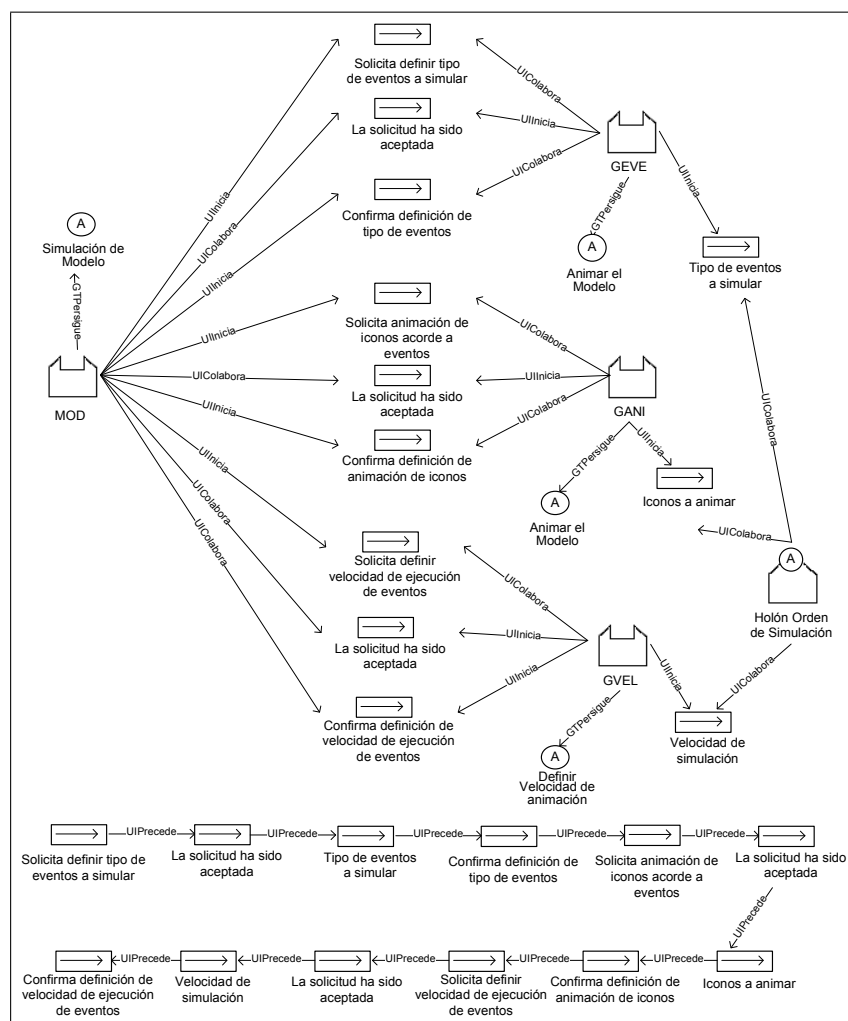 Solicita definir tipo
de eventos a simular
UIInicia
UIColabora
La solicitud ha sido
aceptada
UIColabora
UIInicia
Confirma definición de
tipo de eventos
UIInicia
UIColabora
GEVE
GTPersigue
A
Animar el
Modelo
UIInicia
Tipo de eventos
a simular
A
Simulación de
Modelo
GTPersigue
MOD
Solicita animación de
iconos acorde a
eventos
UIInicia
UIColabora
La solicitud ha sido
aceptada
UIColabora
UIInicia
Confirma definición de
animación de iconos
UIInicia
UIColabora
GANI
GTPersigue
A
Animar el
Modelo
UIInicia
Iconos a animar
UIColabora
UIColabora
A
Holón Orden
de Simulación
Solicita definir
velocidad de ejecución
de eventos
UIInicia
UIColabora
La solicitud ha sido
aceptada
UIColabora
UIInicia
Confirma definición de
velocidad de ejecución
de eventos
UIColabora
UIInicia
GVEL
GTPersigue
A
Definir
Velocidad de
animación
UIInicia
UIColabora
Velocidad de
simulación
UIPrecede
UIPrecede
UIPrecede
UIPrecede
UIPrecede
Solicita definir tipo de
eventos a simular
La solicitud ha sido
aceptada
Tipo de eventos
a simular
Confirma definición de
tipo de eventos
Solicita animación de
iconos acorde a
eventos
La solicitud ha sido
aceptada
UIPrecede
UIPrecede
UIPrecede
UIPrecede
UIPrecede
UIPrecede
Confirma definición de
velocidad de ejecución
de eventos
Velocidad de
simulación
La solicitud ha sido
aceptada
Solicita definir
velocidad de ejecución
de eventos
Confirma definición de
animación de iconos
Iconos a animar